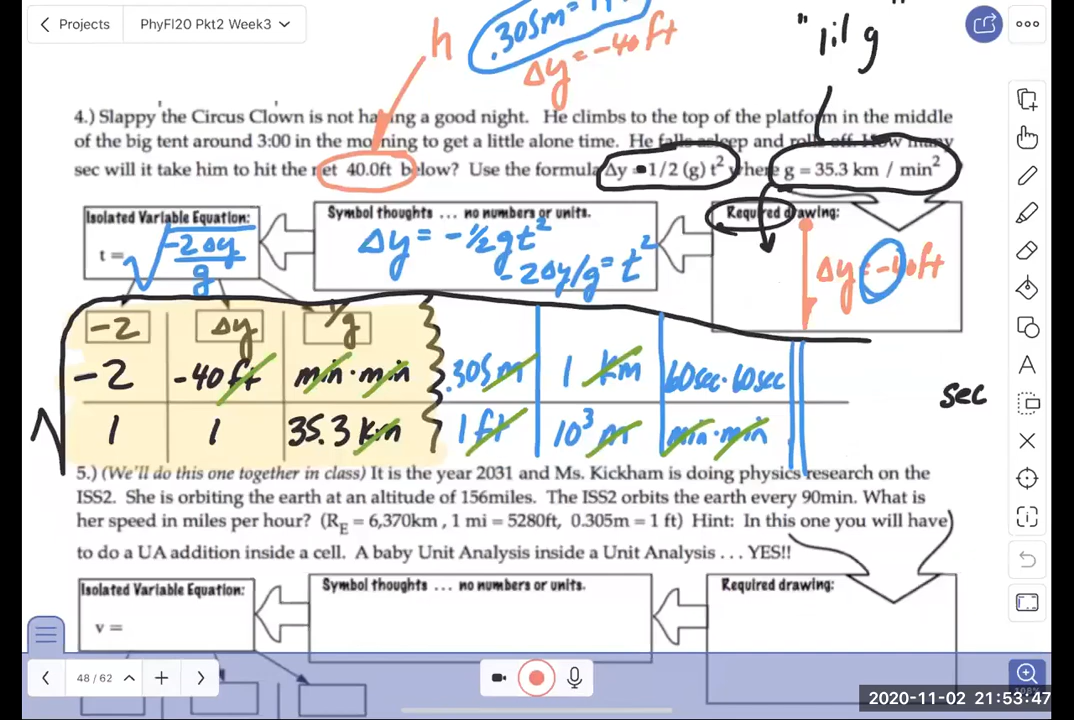 Projects
PhyFl20 Pkt2 Week3
h
.305m = 1ft
Δy = -40ft
"lil g"
4.) Slappy the Circus Clown is not having a good night. He climbs to the top of the platform in the middle
of the big tent around 3:00 in the morning to get a little alone time. He falls asleep and rolls off. How many
sec will it take him to hit the net 40.0ft below? Use the formula Δy = 1/2 (g) t² where g = 35.3 km / min²
Isolated Variable Equation:
t = √-2Δy/g
Symbol thoughts ... no numbers or units.
Δy = -½gt²
-2Δy/g = t²
Required drawing:
Δy = -40ft
-2 Δy 1/g
-2 -40ft min·min .305m 1 km 60sec·60sec
sec
1 1 35.3 km 1ft 10³ m min·min
5.) (We'll do this one together in class) It is the year 2031 and Ms. Kickham is doing physics research on the
ISS2. She is orbiting the earth at an altitude of 156miles. The ISS2 orbits the earth every 90min. What is
her speed in miles per hour? (RE = 6,370km , 1 mi = 5280ft, 0.305m = 1 ft) Hint: In this one you will have
to do a UA addition inside a cell. A baby Unit Analysis inside a Unit Analysis . . . YES!!
Isolated Variable Equation:
v =
Symbol thoughts ... no numbers or units.
Required drawing:
48 / 62
2020-11-02 21:53:47